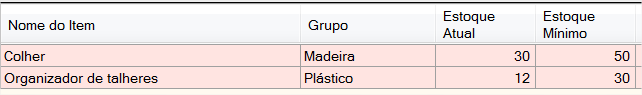 Nome do Item Grupo Estoque Atual Estoque Mínimo
Colher Madeira 30 50
Organizador de talheres Plástico 12 30